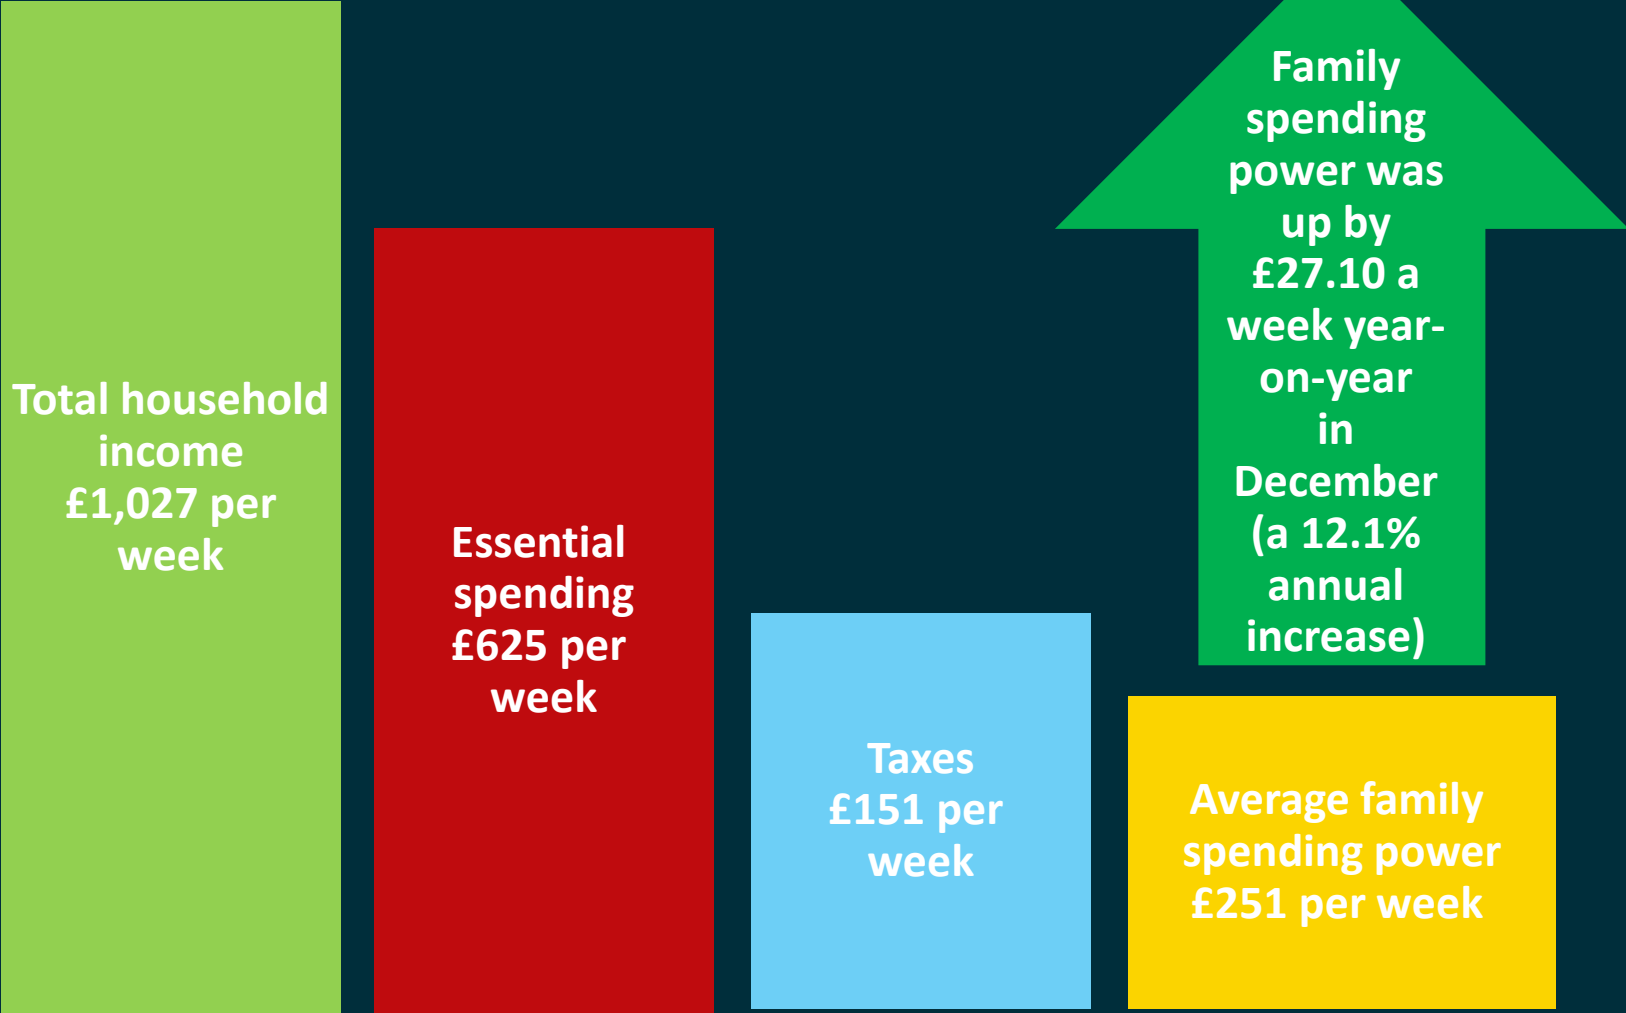 Total household
income
£1,027 per
week
Essential
spending
£625 per
week
Taxes
£151 per
week
Family
spending
power was
up by
£27.10 a
week year-
on-year
in
December
(a 12.1%
annual
increase)
Average family
spending power
£251 per week